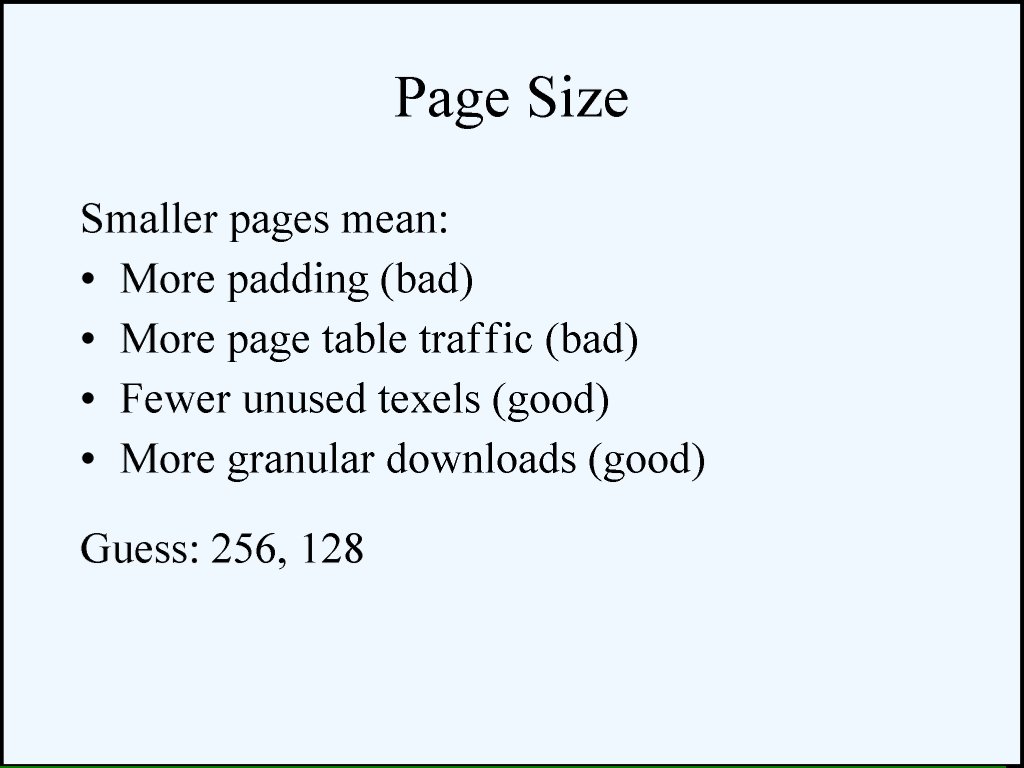 Page Size
Smaller pages mean:
• More padding (bad)
• More page table traffic (bad)
• Fewer unused texels (good)
• More granular downloads (good)
Guess: 256, 128